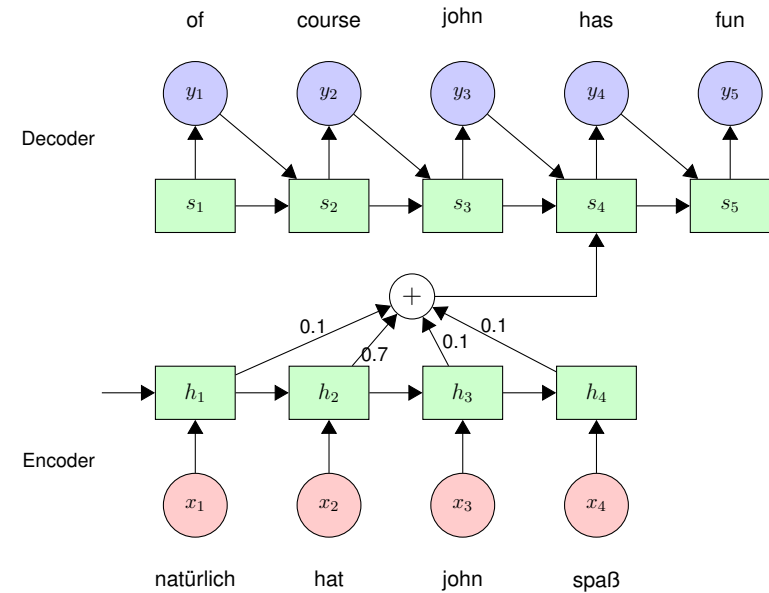 of course john has fun
y1 y2 y3 y4 y5
Decoder
s1 s2 s3 s4 s5
+
0.1 0.7 0.1 0.1
h1 h2 h3 h4
Encoder
x1 x2 x3 x4
natürlich hat john spaß